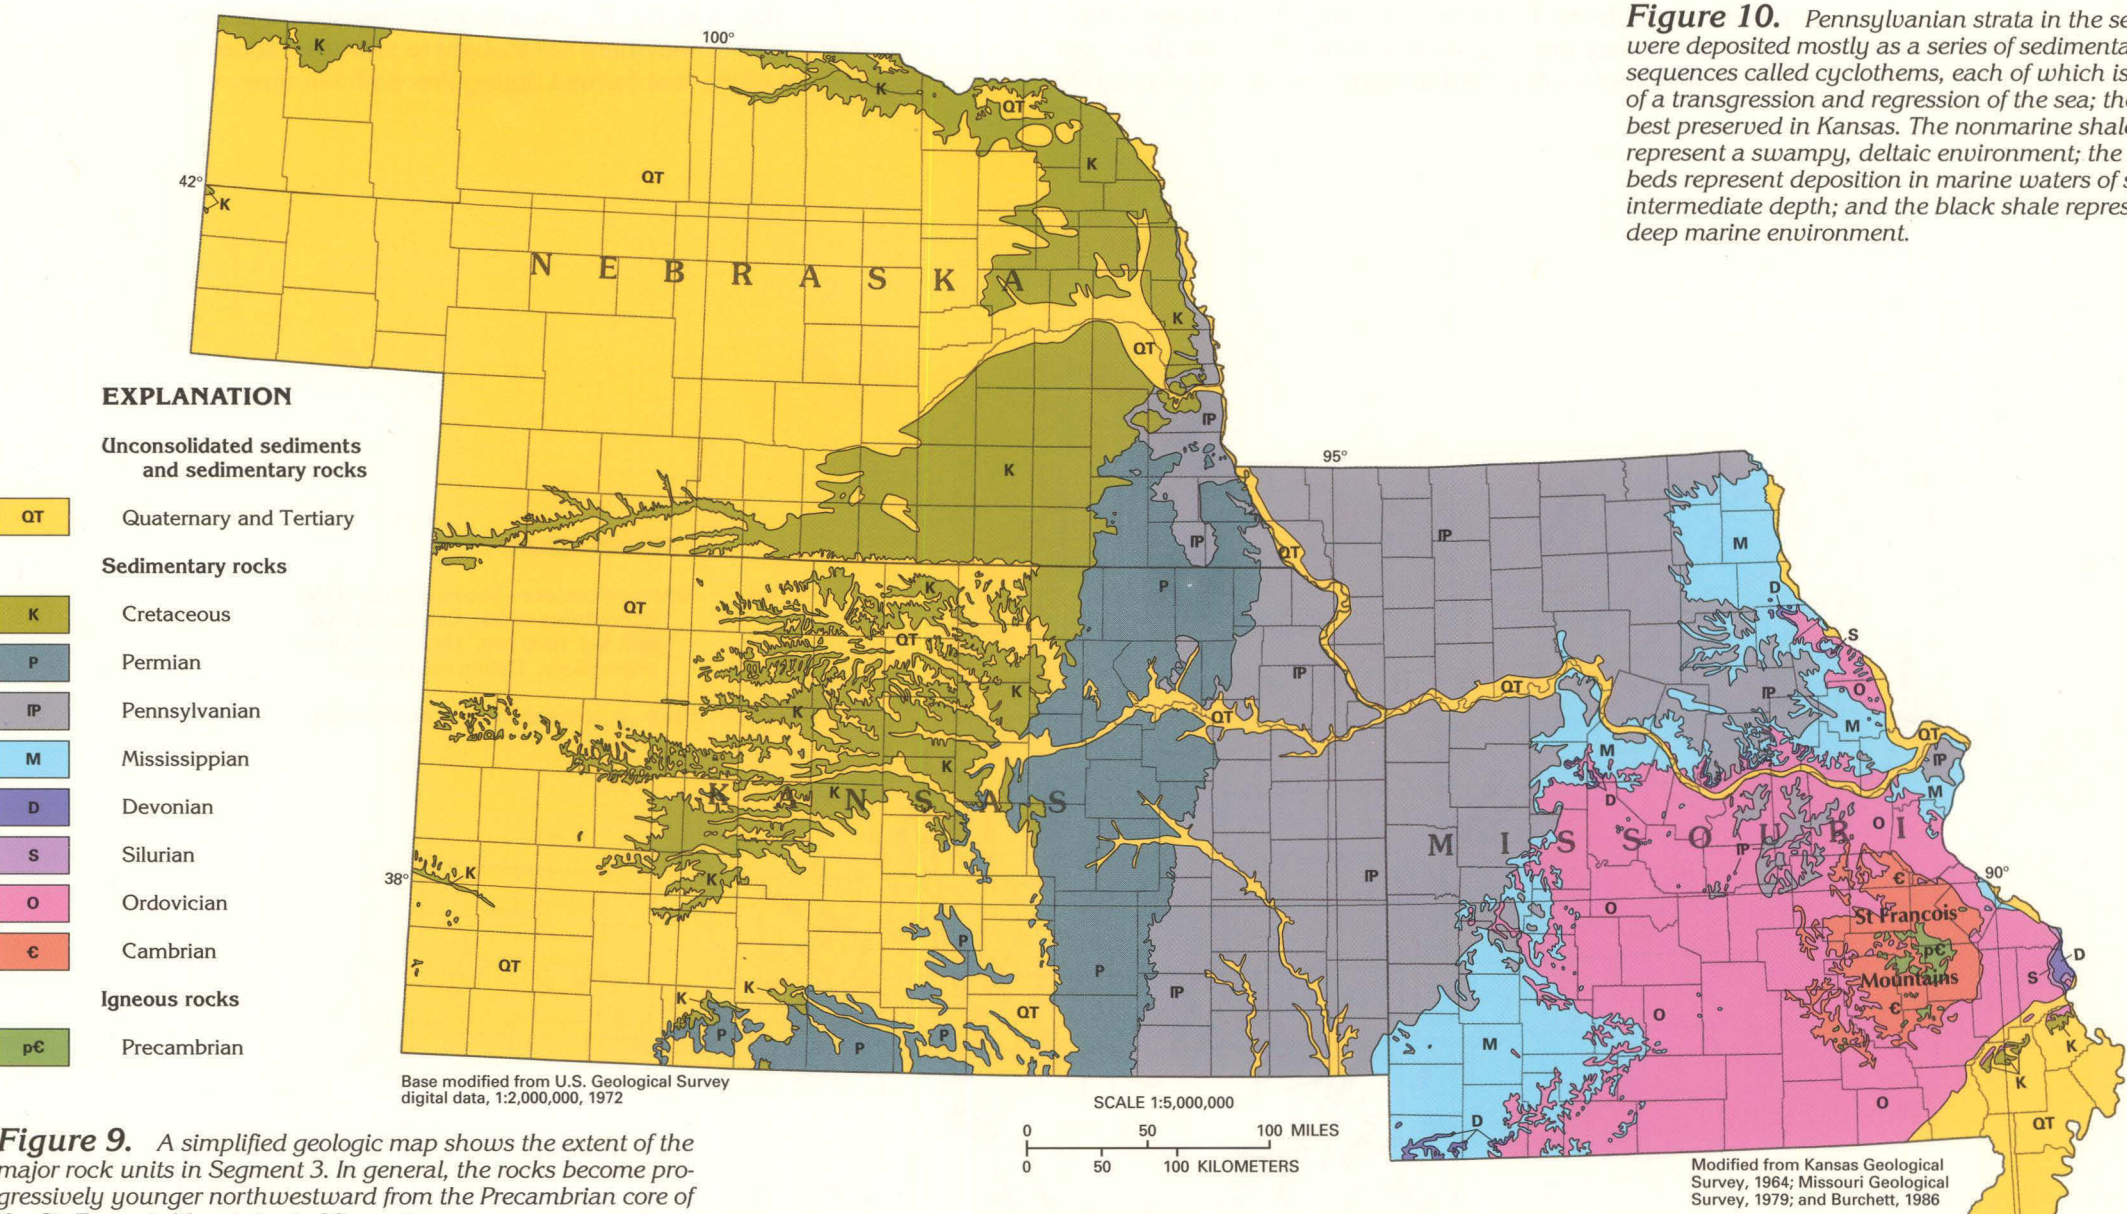 Figure 10. Pennsylvanian strata in the
were deposited mostly as a series of
sequences called cyclothems, each of which is
of a transgression and regression of the sea;
best preserved in Kansas. The nonmarine
represent a swampy, deltaic environment; the
beds represent deposition in marine waters of
intermediate depth; and the black shale
deep marine environment.
100°
K
K
QT
K
QT
42°
K
NEBRASKA
K
QT
IP
K
95°
IP
QT
IP
M
D
S
O
P
K
QT
QT
K
K
IP
QT
QT
IP
M
M
QT
IP
M
K
K
KANSAS
D
O
O
IP
MISSOURI
38°
K
K
IP
O
Є
90°
St Francois
pЄ
Mountains
Є
D
S
QT
P
P
IP
K
K
QT
P
P
P
O
M
K
K
O
QT
D
EXPLANATION
Unconsolidated sediments
and sedimentary rocks
QT Quaternary and Tertiary
Sedimentary rocks
K Cretaceous
P Permian
IP Pennsylvanian
M Mississippian
D Devonian
S Silurian
O Ordovician
Є Cambrian
Igneous rocks
pЄ Precambrian
Base modified from U.S. Geological Survey
digital data, 1:2,000,000, 1972
SCALE 1:5,000,000
0 50 100 MILES
0 50 100 KILOMETERS
Modified from Kansas Geological
Survey, 1964; Missouri Geological
Survey, 1979; and Burchett, 1986
Figure 9. A simplified geologic map shows the extent of the
major rock units in Segment 3. In general, the rocks become pro-
gressively younger northwestward from the Precambrian core of